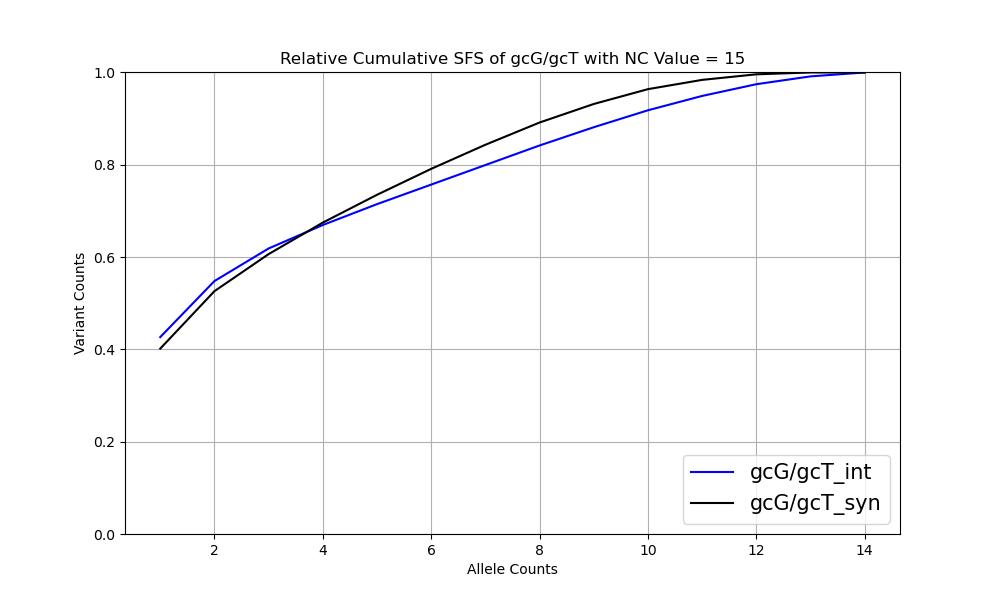 Relative Cumulative SFS of gcG/gcT with NC Value = 15
1.0
0.8
0.6
0.4
0.2
0.0
Variant Counts
2 4 6 8 10 12 14
Allele Counts
gcG/gcT_int
gcG/gcT_syn